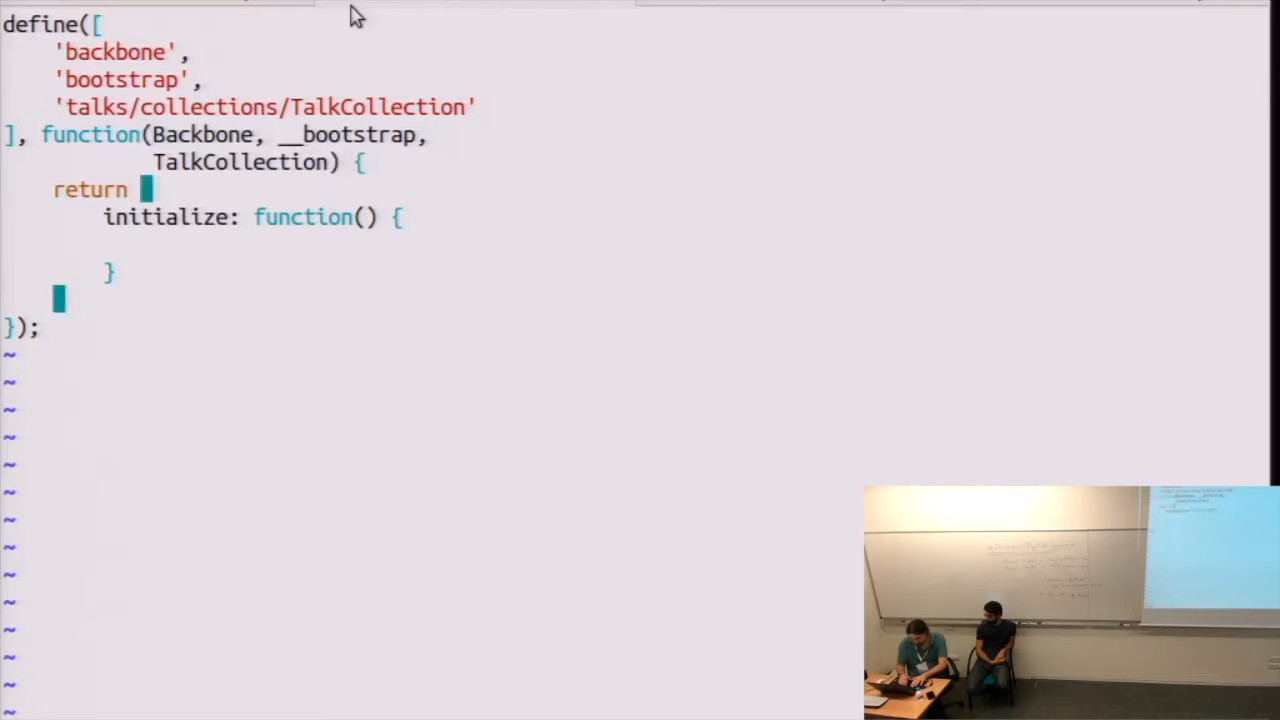 define([
    'backbone',
    'bootstrap',
    'talks/collections/TalkCollection'
], function(Backbone, __bootstrap,
            TalkCollection) {
    return {
        initialize: function() {
        }
    }
});
~
~
~
~
~
~
~
~
~
~
~
~
~
~